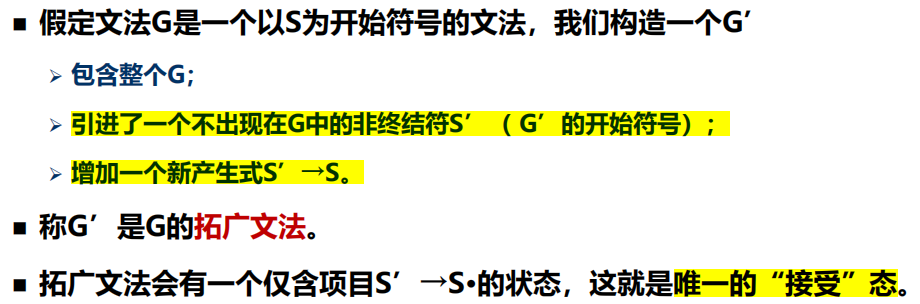 ■ 假定文法G是一个以S为开始符号的文法，我们构造一个G′
➢ 包含整个G；
➢ 引进了一个不出现在G中的非终结符S′ （ G′的开始符号）；
➢ 增加一个新产生式S′→S。
■ 称G′是G的拓广文法。
■ 拓广文法会有一个仅含项目S′→S•的状态，这就是唯一的“接受”态。